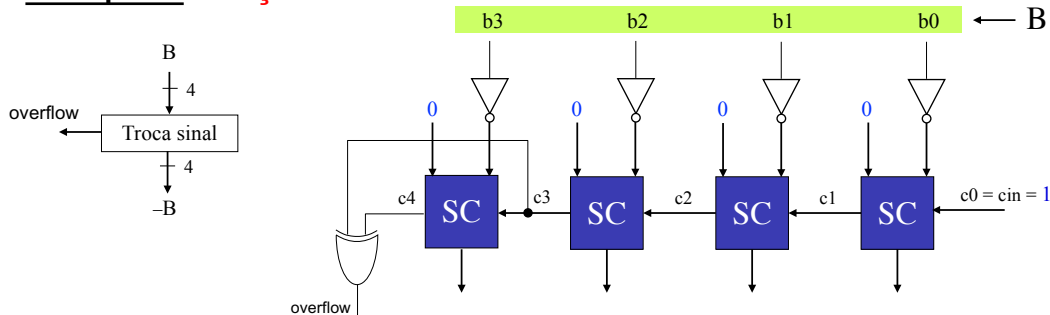 b3 b2 b1 b0
B
B
4
overflow
Troca sinal
4
–B
0 0 0 0
SC c4 c3 SC c2 SC c1 SC c0 = cin = 1
overflow